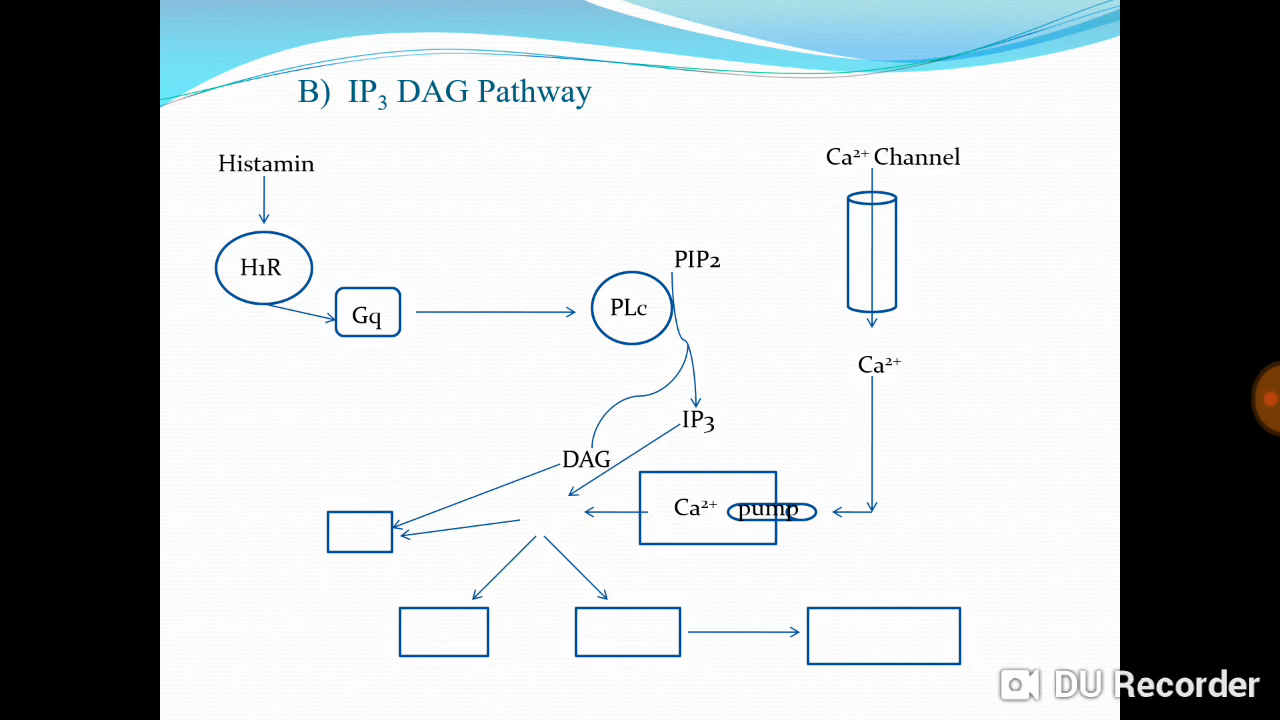 B) IP3 DAG Pathway
Histamin
Ca²⁺ Channel
H1R
PIP2
Gq
PLc
Ca²⁺
IP3
DAG
Ca²⁺ pump
DU Recorder